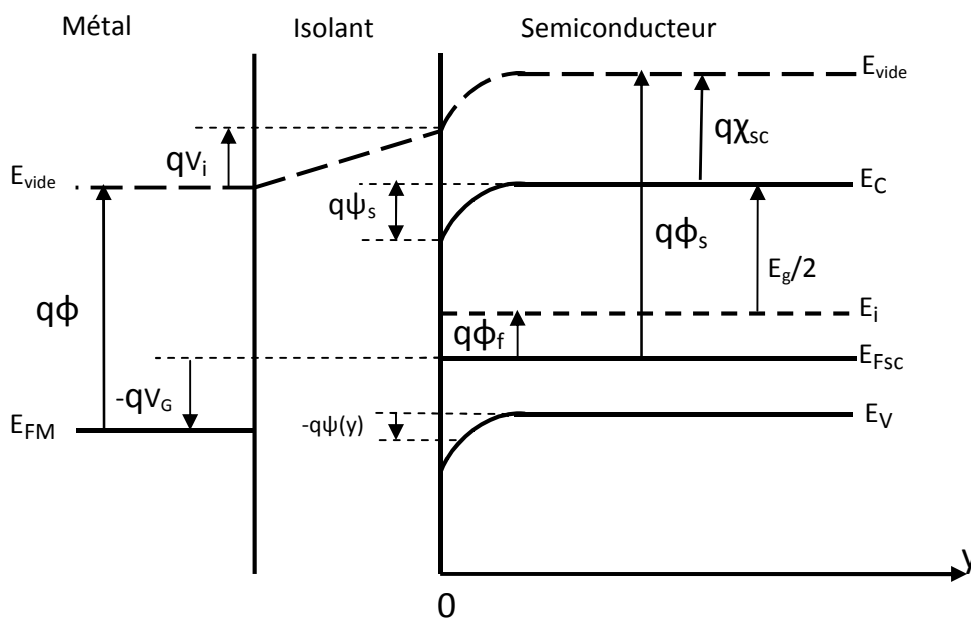 Métal
Isolant
Semiconducteur
E_vide
qχ_sc
qV_i
E_vide
E_C
qψ_s
qϕ_s
E_g/2
qϕ
E_i
qϕ_f
E_Fsc
-qV_G
E_FM
-qψ(y)
E_V
y
0